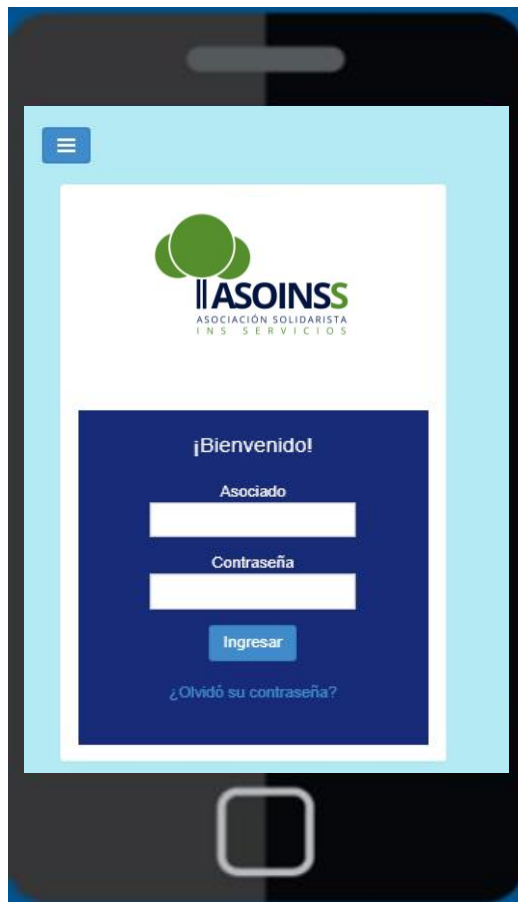 ASOINSS
ASOCIACIÓN SOLIDARISTA
INS SERVICIOS
¡Bienvenido!
Asociado
Contraseña
Ingresar
¿Olvidó su contraseña?